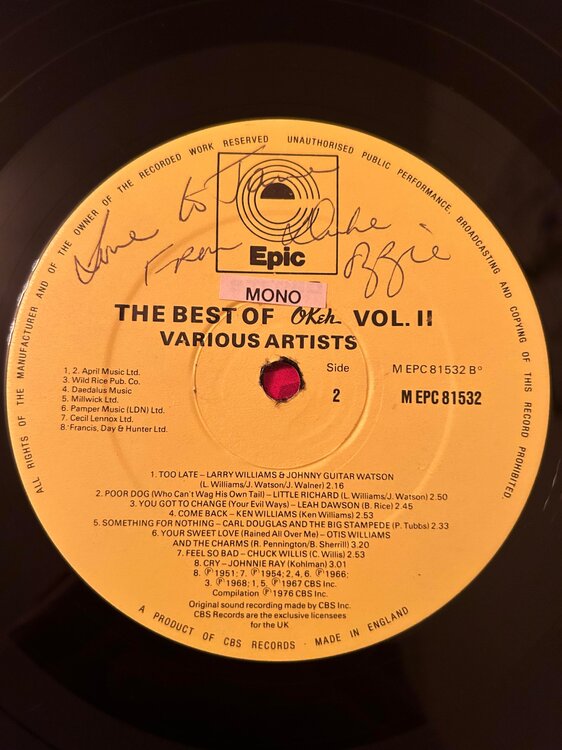 ALL RIGHTS OF THE MANUFACTURER AND OF THE OWNER OF THE RECORDED WORK RESERVED UNAUTHORISED PUBLIC PERFORMANCE, BROADCASTING AND COPYING OF THIS RECORD PROHIBITED.
to
From
Epic
MONO
THE BEST OF OKeh VOL. II
VARIOUS ARTISTS
1, 2. April Music Ltd.
3. Wild Rice Pub. Co.
4. Daedalus Music
5. Millwick Ltd.
6. Pamper Music (LDN) Ltd.
7. Cecil Lennox Ltd.
8. Francis, Day & Hunter Ltd.
Side
2
M EPC 81532 B°
M EPC 81532
1. TOO LATE – LARRY WILLIAMS & JOHNNY GUITAR WATSON
(L. Williams/J. Watson/J. Walner) 2.16
2. POOR DOG (Who Can't Wag His Own Tail) – LITTLE RICHARD (L. Williams/J. Watson) 2.50
3. YOU GOT TO CHANGE (Your Evil Ways) – LEAH DAWSON (B. Rice) 2.45
4. COME BACK – KEN WILLIAMS (Ken Williams) 2.53
5. SOMETHING FOR NOTHING – CARL DOUGLAS AND THE BIG STAMPEDE (P. Tubbs) 2.33
6. YOUR SWEET LOVE (Rained All Over Me) – OTIS WILLIAMS
AND THE CHARMS (R. Pennington/B. Sherrill) 3.20
7. FEEL SO BAD – CHUCK WILLIS (C. Willis) 2.53
8. CRY – JOHNNIE RAY (Kohlman) 3.01
8. ℗ 1951; 7. ℗ 1954; 2, 4, 6. ℗ 1966;
3. ℗ 1968; 1, 5. ℗ 1967 CBS Inc.
Compilation ℗ 1976 CBS Inc.
Original sound recording made by CBS Inc.
CBS Records are the exclusive licensees
for the UK
A PRODUCT OF CBS RECORDS · MADE IN ENGLAND